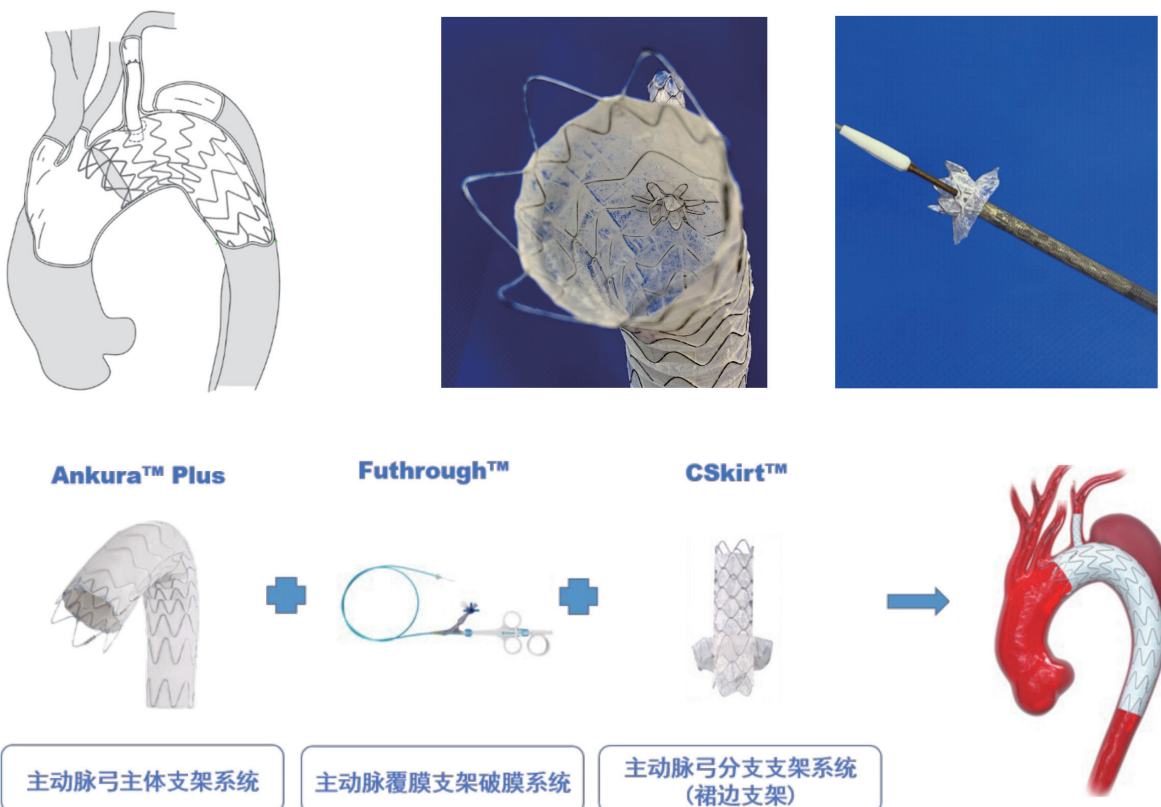 Ankura™ Plus
Futhrough™
CSkirt™
主动脉弓主体支架系统
主动脉覆膜支架破膜系统
主动脉弓分支支架系统
(裙边支架)